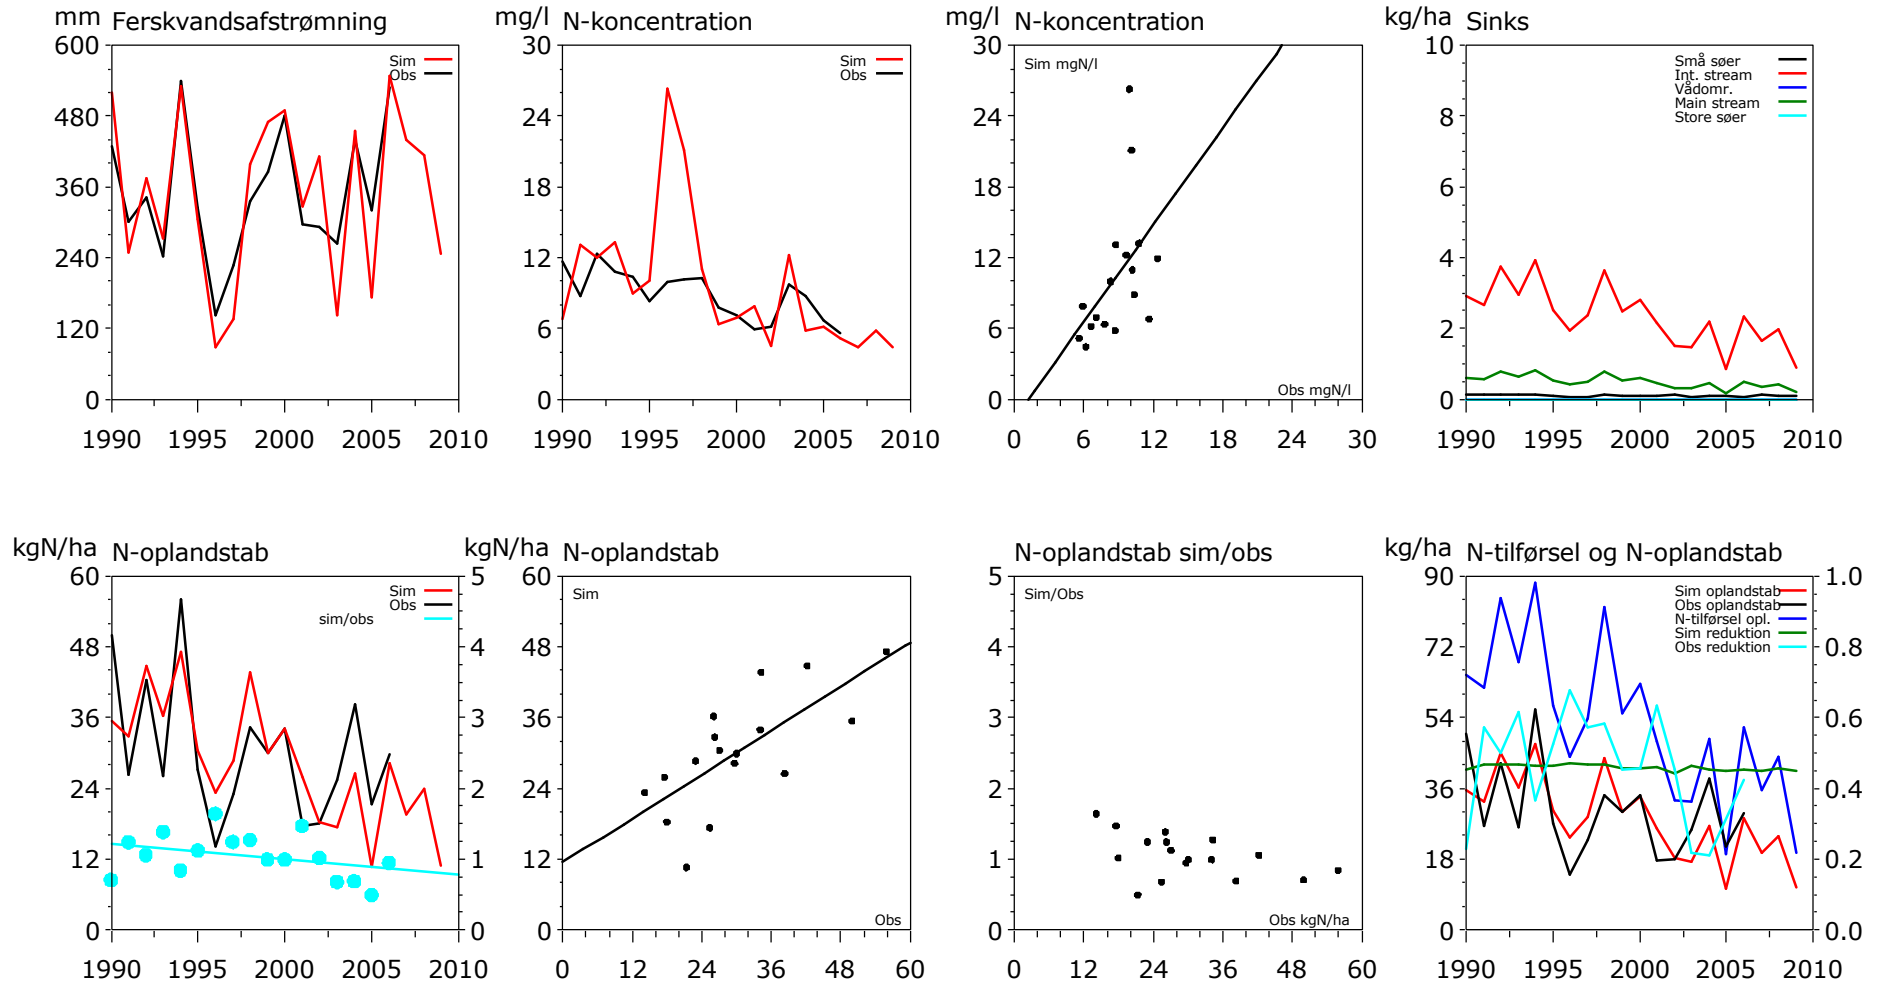 mm Ferskvandsafstrømning
600
480
360
240
120
0
Sim
Obs
1990 1995 2000 2005 2010
mg/l N-koncentration
30
24
18
12
6
0
Sim
Obs
1990 1995 2000 2005 2010
mg/l N-koncentration
30
24
18
12
6
0
Sim mgN/l
Obs mgN/l
0 6 12 18 24 30
kg/ha Sinks
10
8
6
4
2
0
Små søer
Int. stream
Vådomr.
Main stream
Store søer
1990 1995 2000 2005 2010
kgN/ha N-oplandstab
60
48
36
24
12
0
Sim
Obs
sim/obs
5
4
3
2
1
0
1990 1995 2000 2005 2010
kgN/ha N-oplandstab
60
48
36
24
12
0
Sim
Obs
0 12 24 36 48 60
N-oplandstab sim/obs
5
4
3
2
1
0
Sim/Obs
Obs kgN/ha
0 12 24 36 48 60
kg/ha N-tilførsel og N-oplandstab
90
72
54
36
18
0
Sim oplandstab
Obs oplandstab
N-tilførsel opl.
Sim reduktion
Obs reduktion
1.0
0.8
0.6
0.4
0.2
0.0
1990 1995 2000 2005 2010